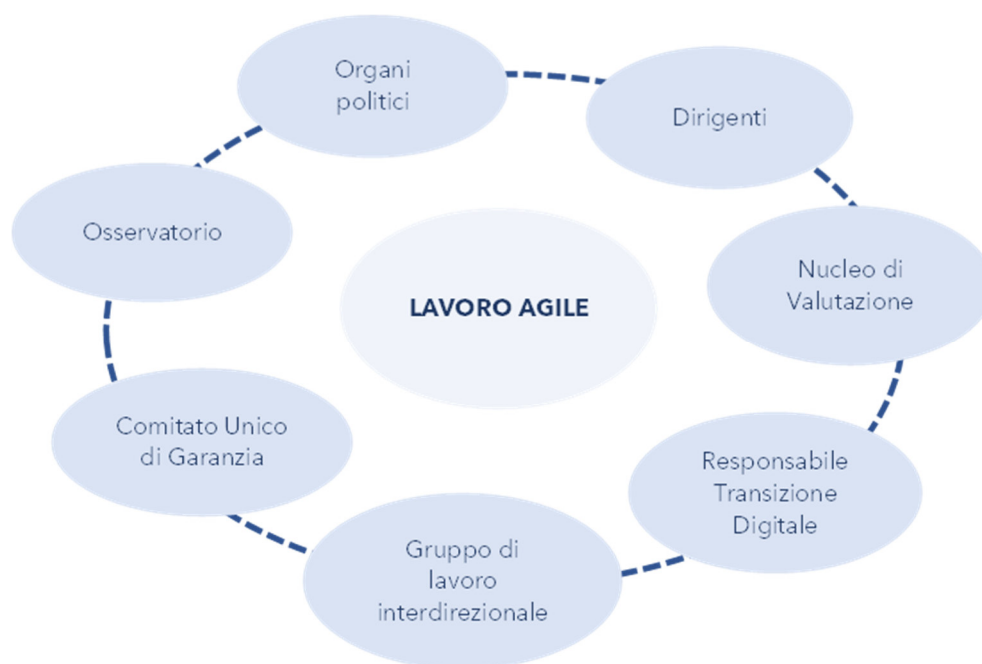 Organi
politici
Dirigenti
Osservatorio
Nucleo di
Valutazione
LAVORO AGILE
Comitato Unico
di Garanzia
Responsabile
Transizione
Digitale
Gruppo di
lavoro
interdirezionale